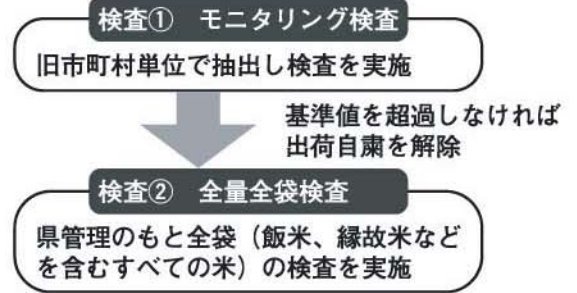 検査① モニタリング検査
旧市町村単位で抽出し検査を実施
基準値を超過しなければ
出荷自粛を解除
検査② 全量全袋検査
県管理のもと全袋（飯米、縁故米など
を含むすべての米）の検査を実施